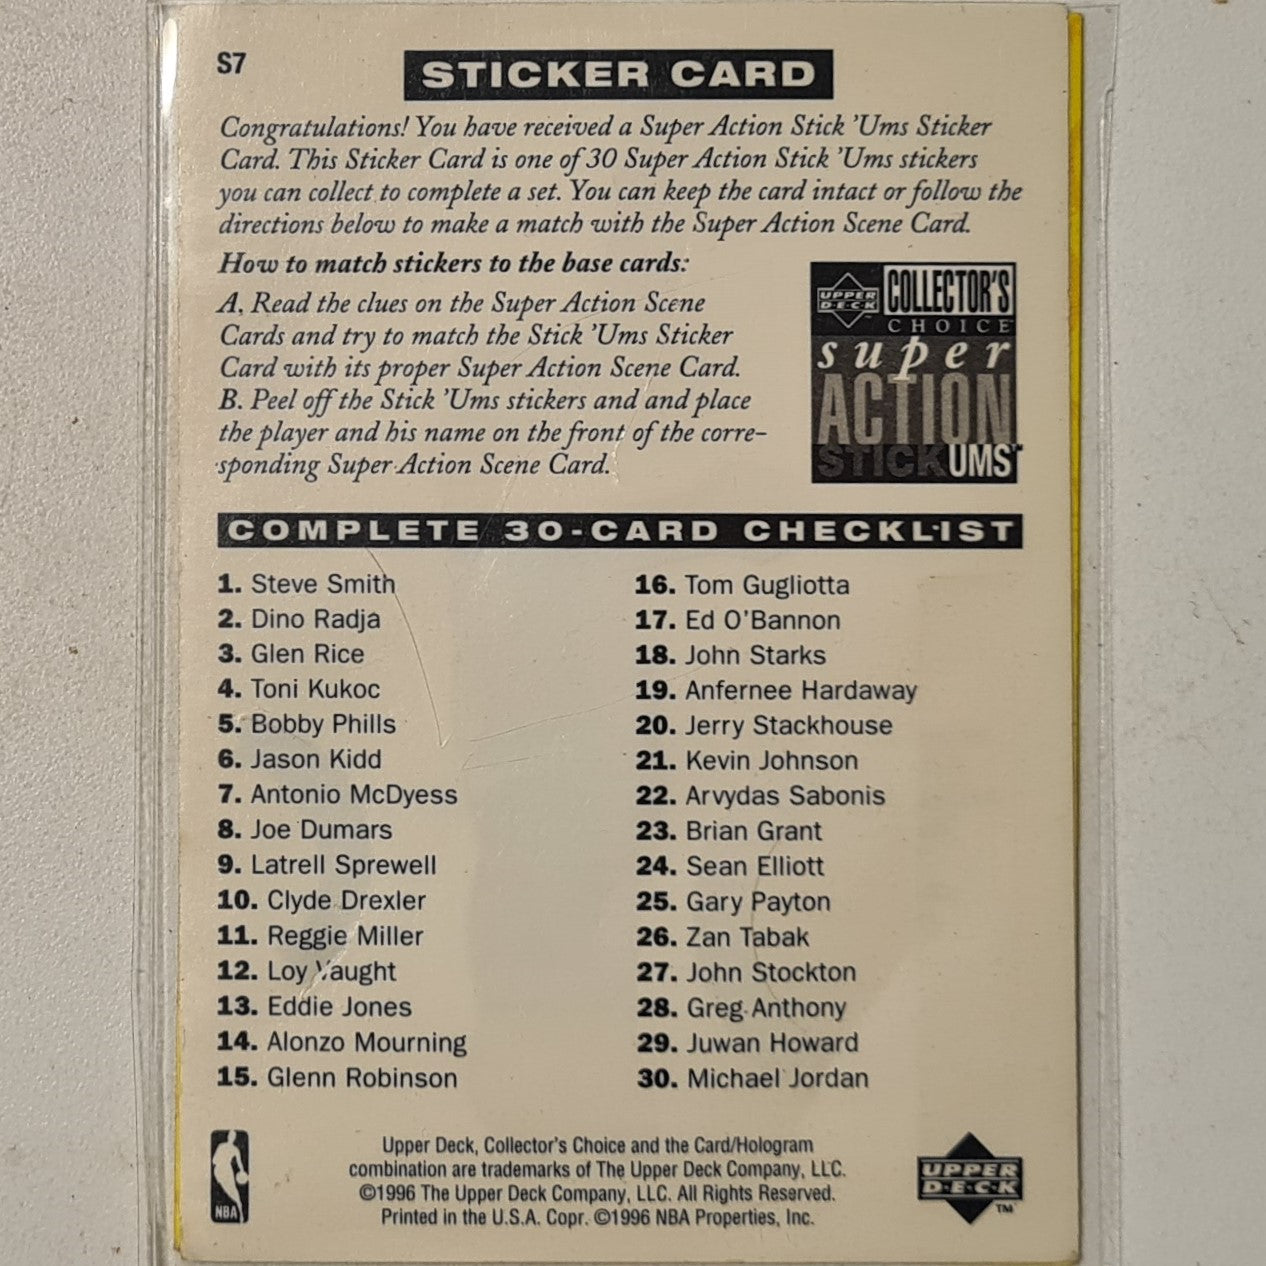 S7
STICKER CARD
Congratulations! You have received a Super Action Stick 'Ums Sticker
Card. This Sticker Card is one of 30 Super Action Stick 'Ums stickers
you can collect to complete a set. You can keep the card intact or follow the
directions below to make a match with the Super Action Scene Card.
How to match stickers to the base cards:
A. Read the clues on the Super Action Scene
Cards and try to match the Stick 'Ums Sticker
Card with its proper Super Action Scene Card.
B. Peel off the Stick 'Ums stickers and and place
the player and his name on the front of the corre-
sponding Super Action Scene Card.
UPPER DECK COLLECTOR'S
CHOICE
super
ACTION
STICKUMS™
COMPLETE 30-CARD CHECKLIST
1. Steve Smith
2. Dino Radja
3. Glen Rice
4. Toni Kukoc
5. Bobby Phills
6. Jason Kidd
7. Antonio McDyess
8. Joe Dumars
9. Latrell Sprewell
10. Clyde Drexler
11. Reggie Miller
12. Loy Vaught
13. Eddie Jones
14. Alonzo Mourning
15. Glenn Robinson
16. Tom Gugliotta
17. Ed O'Bannon
18. John Starks
19. Anfernee Hardaway
20. Jerry Stackhouse
21. Kevin Johnson
22. Arvydas Sabonis
23. Brian Grant
24. Sean Elliott
25. Gary Payton
26. Zan Tabak
27. John Stockton
28. Greg Anthony
29. Juwan Howard
30. Michael Jordan
NBA
Upper Deck, Collector's Choice and the Card/Hologram
combination are trademarks of The Upper Deck Company, LLC.
©1996 The Upper Deck Company, LLC. All Rights Reserved.
Printed in the U.S.A. Copr. ©1996 NBA Properties, Inc.
UPPER
DECK
TM